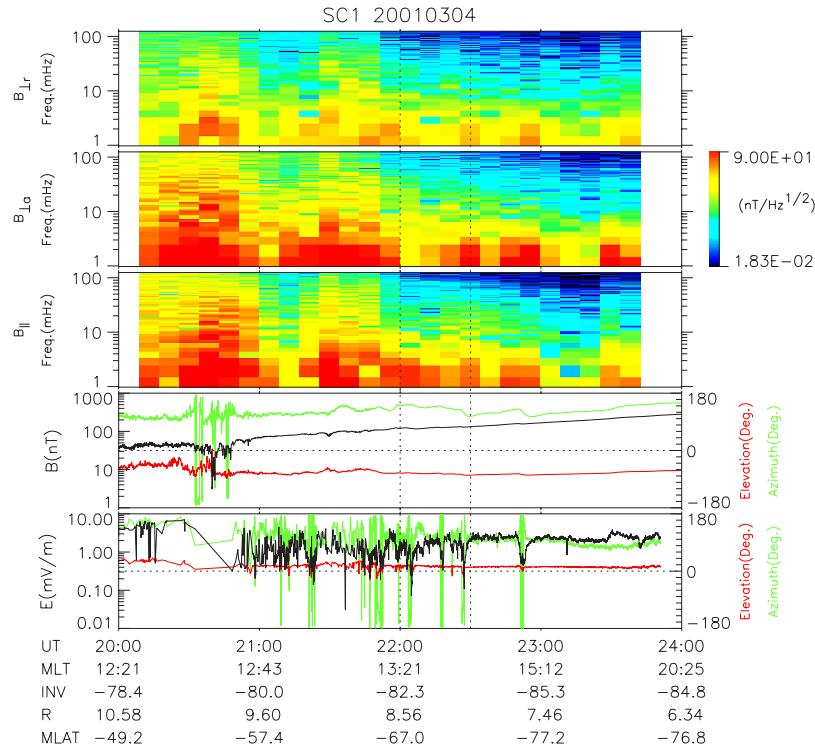 SC1 20010304
B⊥r
Freq.(mHz)
100
10
1
B⊥a
Freq.(mHz)
100
10
1
9.00E+01
(nT/Hz1/2)
1.83E−02
B||
Freq.(mHz)
100
10
1
B(nT)
1000
100
10
1
180
0
−180
Elevation(Deg.)
Azimuth(Deg.)
E(mV/m)
10.00
1.00
0.10
0.01
180
0
−180
Elevation(Deg.)
Azimuth(Deg.)
UT 20:00 21:00 22:00 23:00 24:00
MLT 12:21 12:43 13:21 15:12 20:25
INV −78.4 −80.0 −82.3 −85.3 −84.8
R 10.58 9.60 8.56 7.46 6.34
MLAT −49.2 −57.4 −67.0 −77.2 −76.8